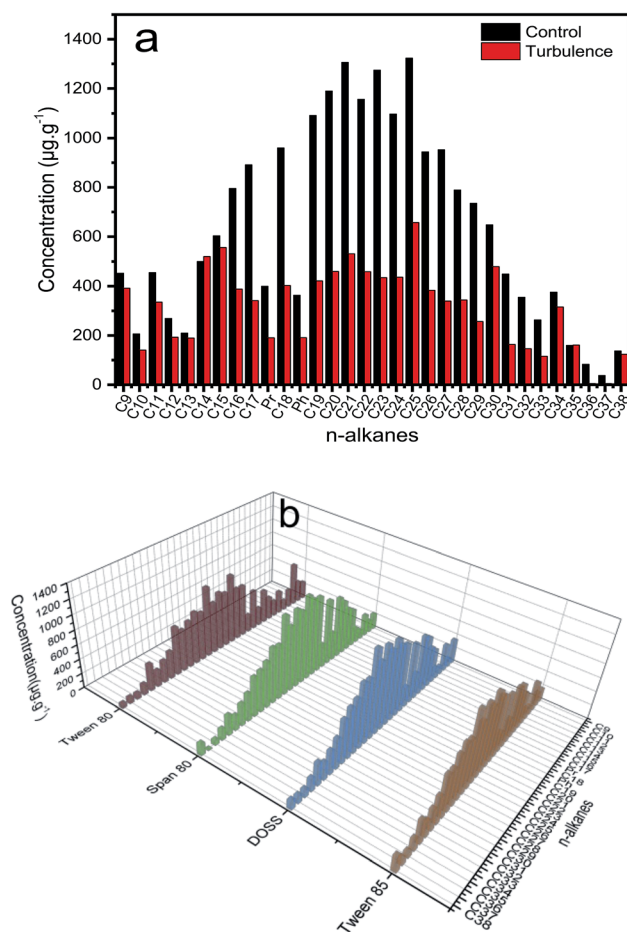 a
Control
Turbulence
Concentration (µg.g⁻¹)
1400
1200
1000
800
600
400
200
0
C9 C10 C11 C12 C13 C14 C15 C16 C17 Pr C18 Ph C19 C20 C21 C22 C23 C24 C25 C26 C27 C28 C29 C30 C31 C32 C33 C34 C35 C36 C37 C38
n-alkanes
b
Concentration(µg.g⁻¹)
1400
1200
1000
800
600
400
200
0
Tween 80
Span 80
DOSS
Tween 85
n-alkanes